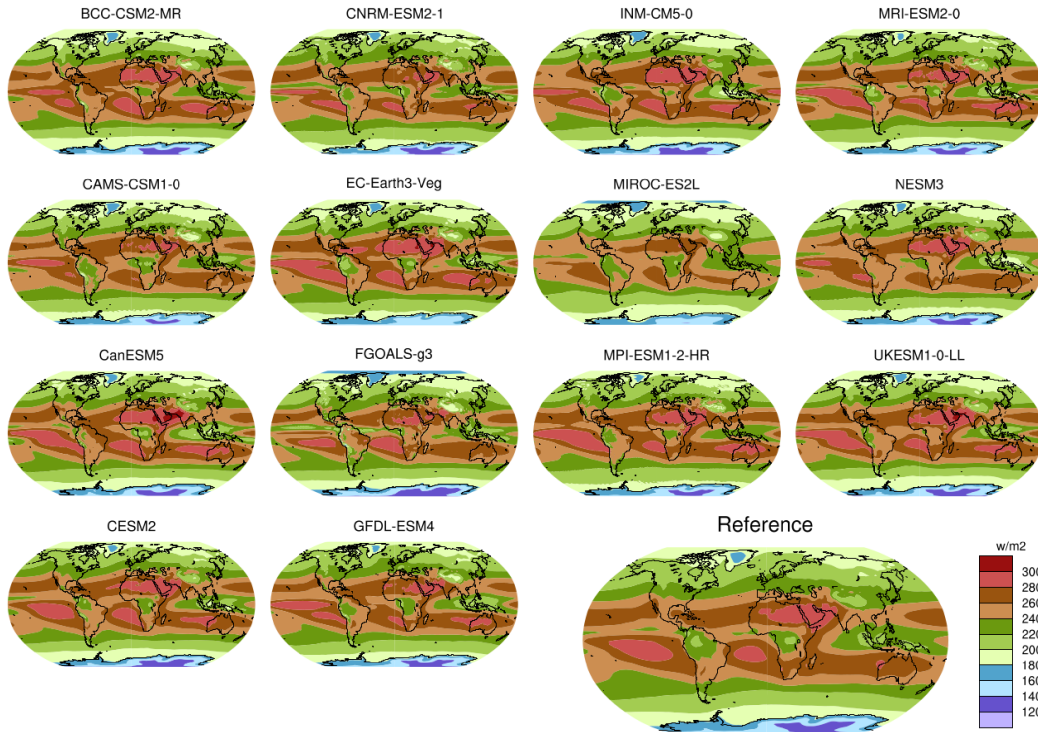 BCC-CSM2-MR
CNRM-ESM2-1
INM-CM5-0
MRI-ESM2-0
CAMS-CSM1-0
EC-Earth3-Veg
MIROC-ES2L
NESM3
CanESM5
FGOALS-g3
MPI-ESM1-2-HR
UKESM1-0-LL
CESM2
GFDL-ESM4
Reference
w/m2
300
280
260
240
220
200
180
160
140
120